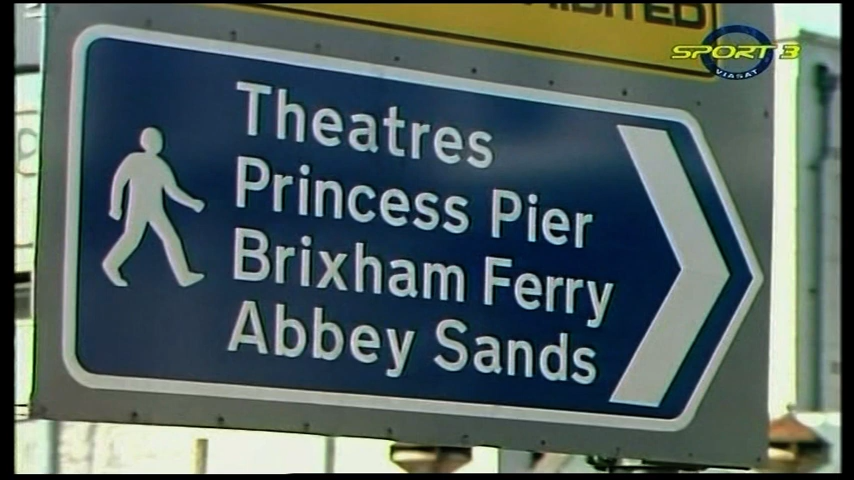 SPORT 3
VIASAT
Theatres
Princess Pier
Brixham Ferry
Abbey Sands